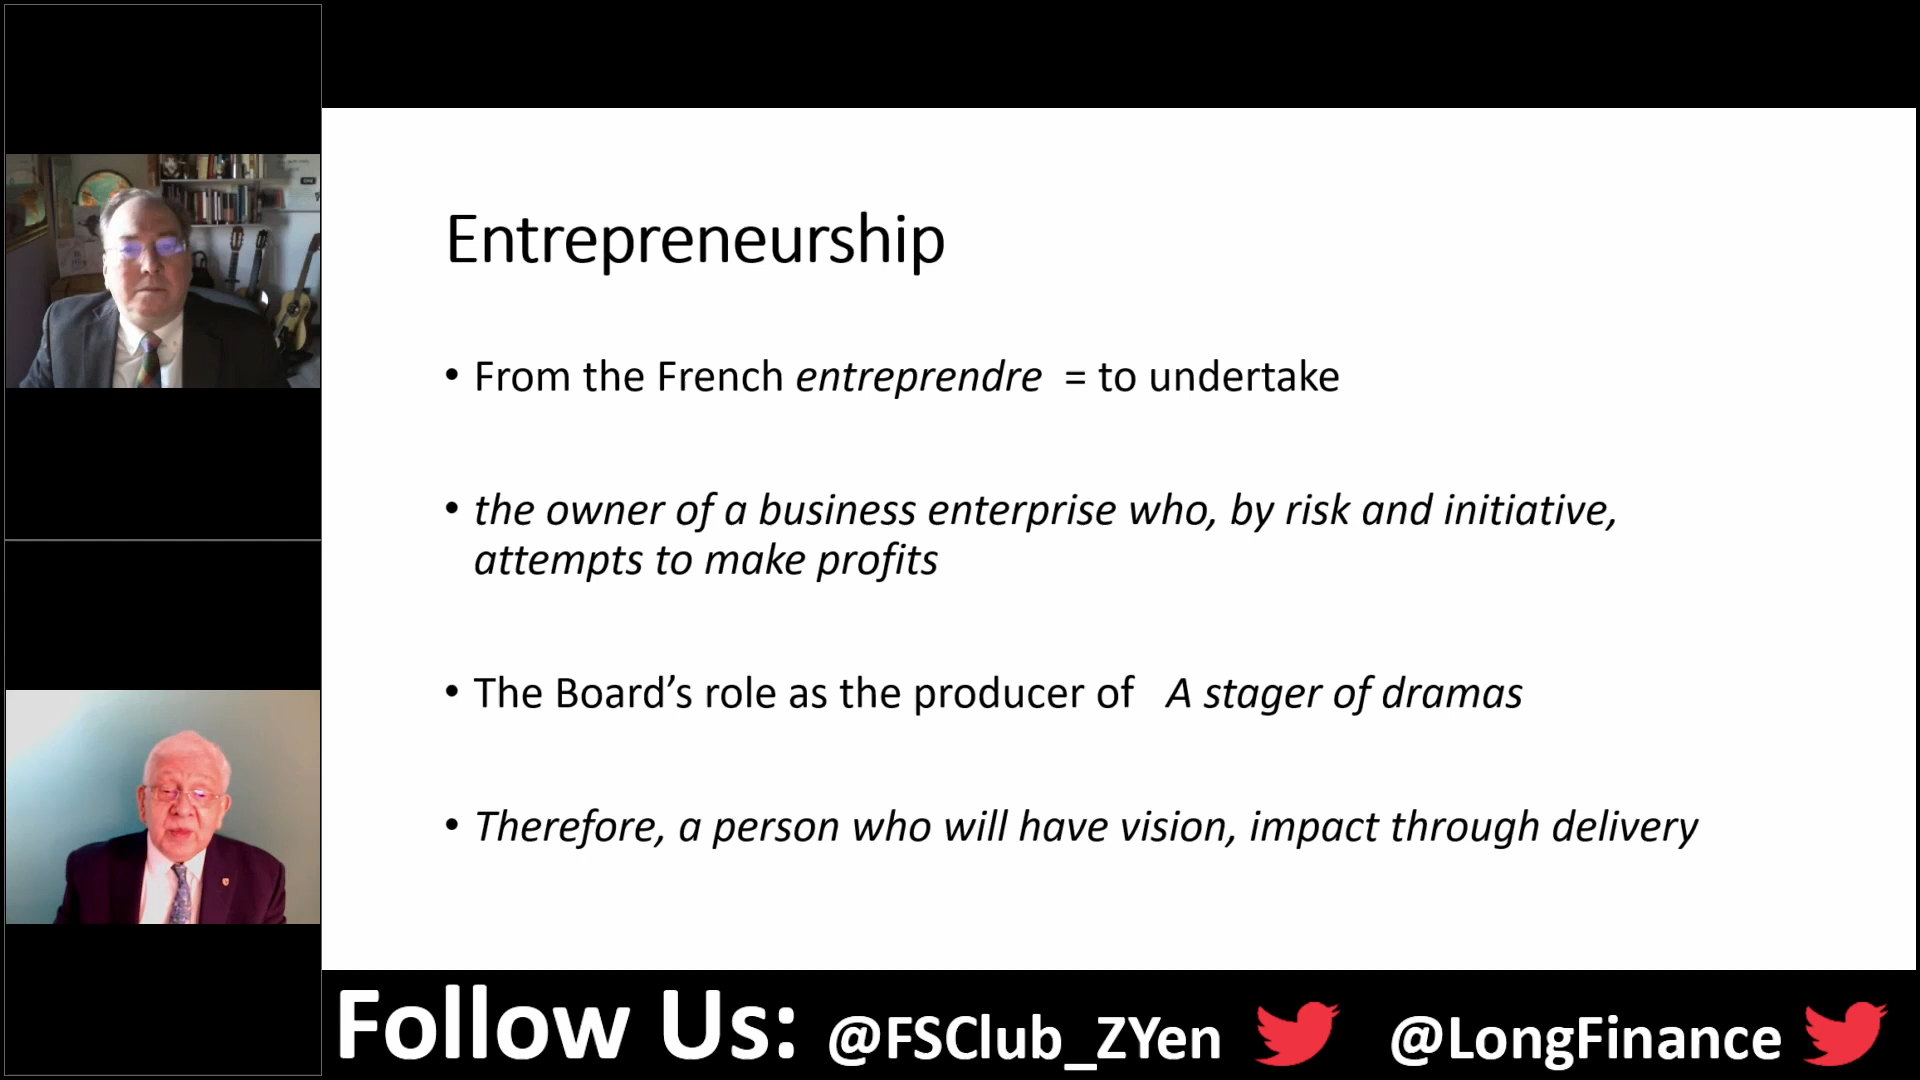 Entrepreneurship
• From the French entreprendre = to undertake
• the owner of a business enterprise who, by risk and initiative,
attempts to make profits
• The Board’s role as the producer of A stager of dramas
• Therefore, a person who will have vision, impact through delivery
Follow Us: @FSClub_ZYen @LongFinance